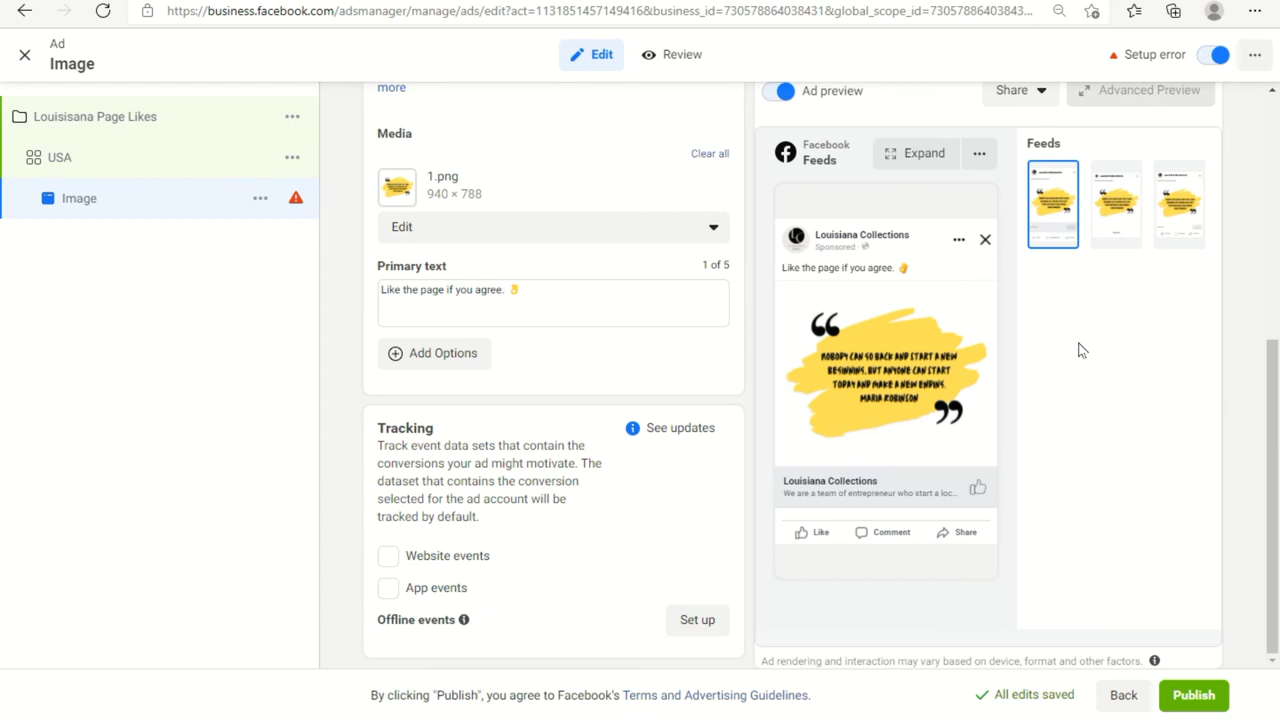 https://business.facebook.com/adsmanager/manage/ads/edit?act=1131851457149416&business_id=730578864038431&global_scope_id=73057886403843...
Ad
Image
Edit
Review
Setup error
Louisisana Page Likes
USA
Image
more
Media
Clear all
1.png
940 × 788
Edit
Primary text
1 of 5
Like the page if you agree. 👌
Add Options
Tracking
See updates
Track event data sets that contain the
conversions your ad might motivate. The
dataset that contains the conversion
selected for the ad account will be
tracked by default.
Website events
App events
Offline events
Set up
Ad preview
Share
Advanced Preview
Facebook
Feeds
Expand
Feeds
Louisiana Collections
Sponsored ·
Like the page if you agree. 👌
“
NOBODY CAN GO BACK AND START A NEW
BEGINNING, BUT ANYONE CAN START
TODAY AND MAKE A NEW ENDING.
MARIA ROBINSON
”
Louisiana Collections
We are a team of entrepreneur who start a loc...
Like
Comment
Share
Ad rendering and interaction may vary based on device, format and other factors.
By clicking "Publish", you agree to Facebook's Terms and Advertising Guidelines.
All edits saved
Back
Publish